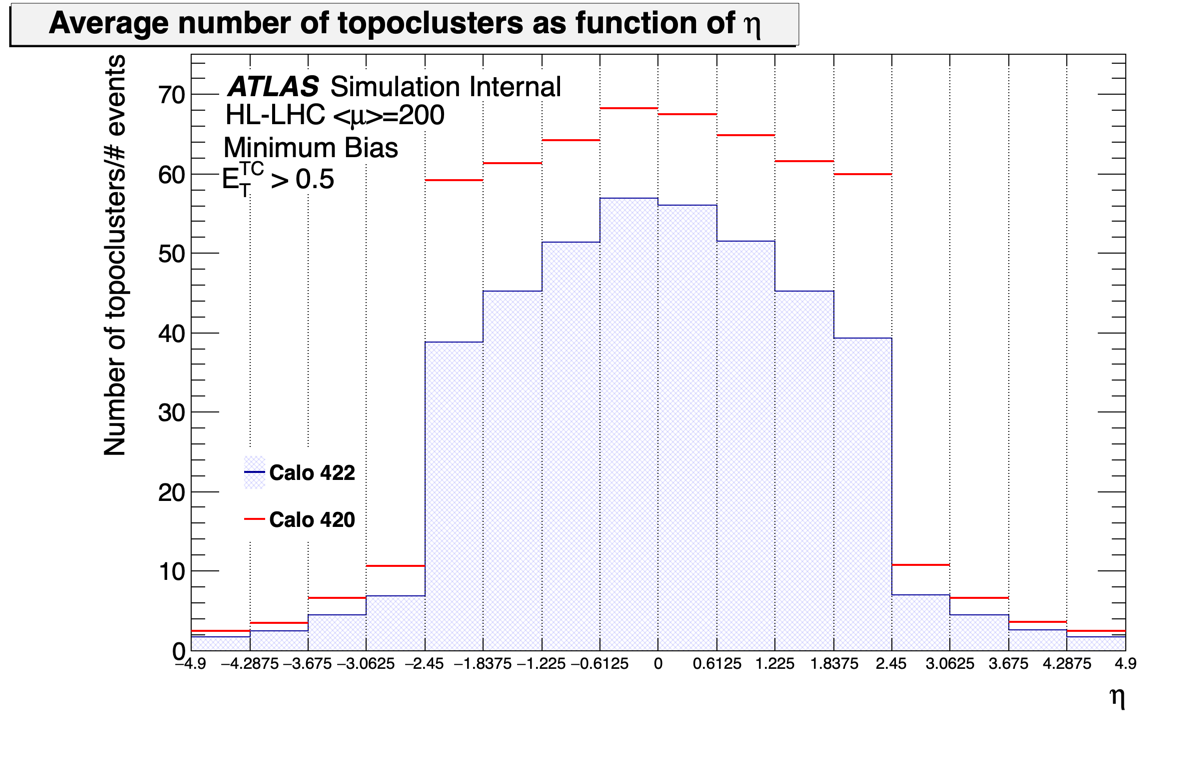 Average number of topoclusters as function of η
Number of topoclusters/# events
ATLAS Simulation Internal
HL-LHC <μ>=200
Minimum Bias
E_T^TC > 0.5
70
60
50
40
30
20
10
0
Calo 422
Calo 420
−4.9 −4.2875 −3.675 −3.0625 −2.45 −1.8375 −1.225 −0.6125 0 0.6125 1.225 1.8375 2.45 3.0625 3.675 4.2875 4.9
η